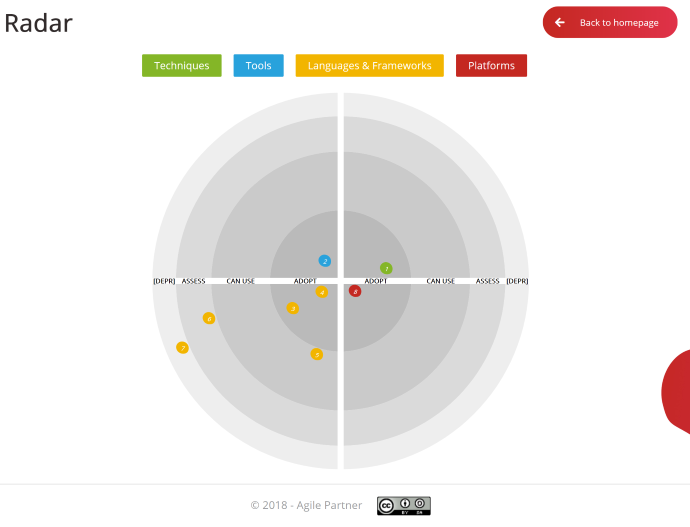 Radar
Back to homepage
Techniques
Tools
Languages & Frameworks
Platforms
2
1
[DEPR] ASSESS CAN USE ADOPT ADOPT CAN USE ASSESS [DEPR]
4
3
6
7
5
© 2018 - Agile Partner
cc
BY SA